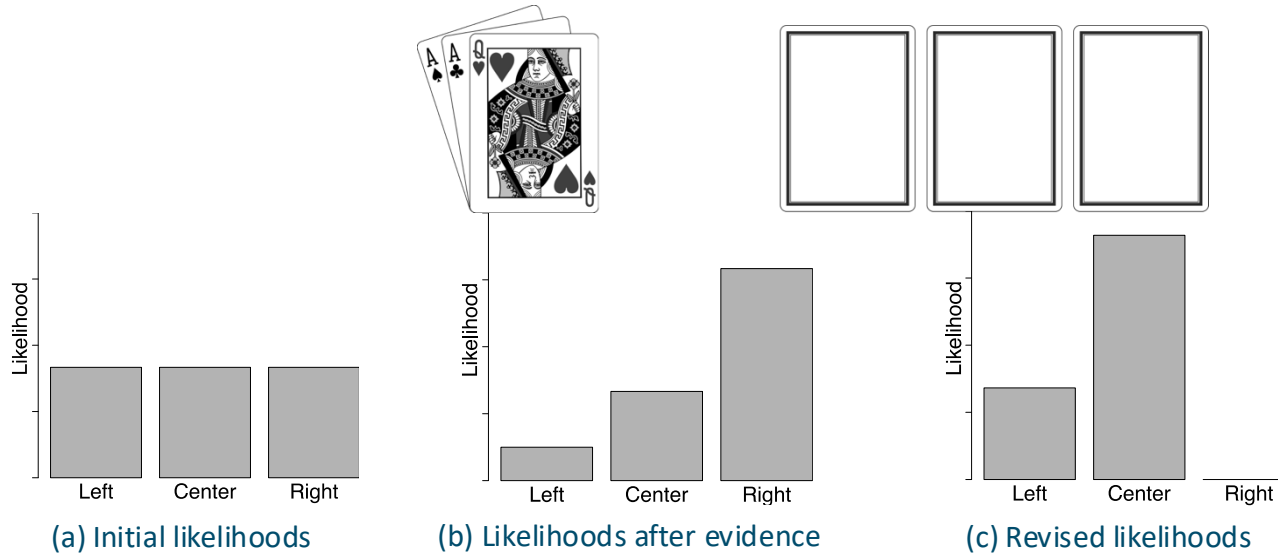 A A Q
Q
Likelihood
Left Center Right
(a) Initial likelihoods
Likelihood
Left Center Right
(b) Likelihoods after evidence
Likelihood
Left Center Right
(c) Revised likelihoods